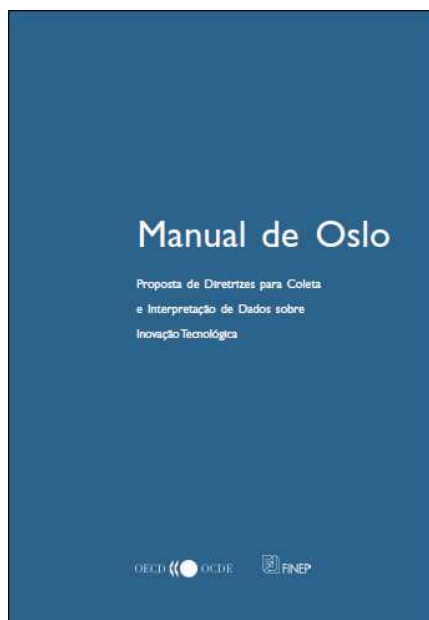 Manual de Oslo
Proposta de Diretrizes para Coleta
e Interpretação de Dados sobre
Inovação Tecnológica
OECD OCDE FINEP